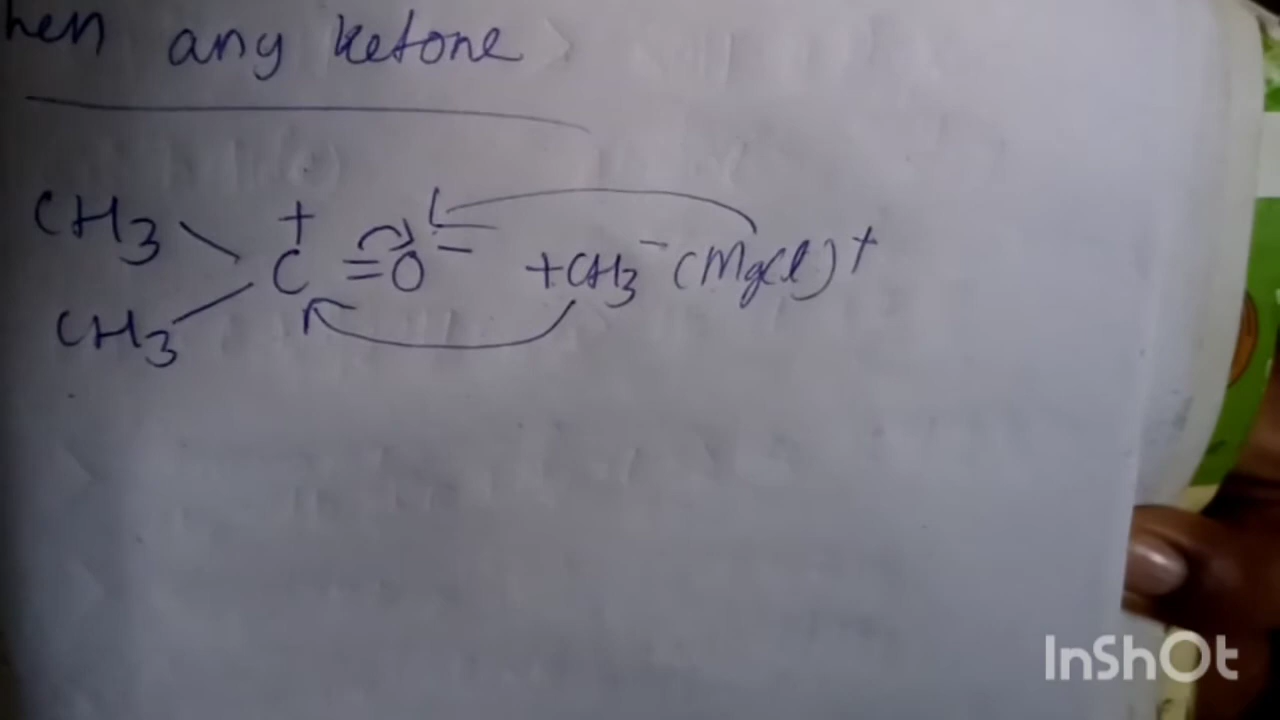 hen any ketone
CH3 + CH3
C = O - + CH3 - (MgCl) +
InShOt